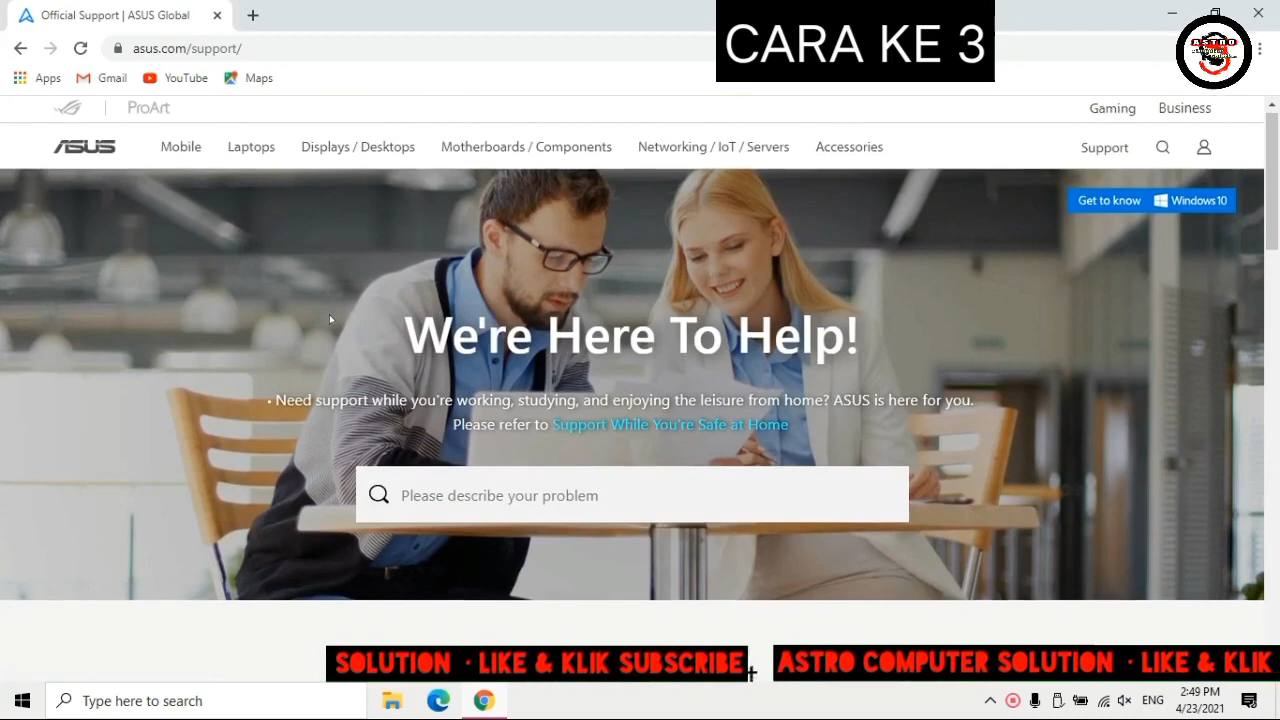 Official Support | ASUS Global
CARA KE 3
ASTRO
asus.com/support/
Apps Gmail YouTube Maps
ProArt
Gaming Business
ASUS Mobile Laptops Displays / Desktops Motherboards / Components Networking / IoT / Servers Accessories Support
Get to know Windows10
We're Here To Help!
• Need support while you're working, studying, and enjoying the leisure from home? ASUS is here for you.
Please refer to Support While You're Safe at Home
Please describe your problem
SOLUTION · LIKE & KLIK SUBSCRIBE
ASTRO COMPUTER SOLUTION · LIKE & KLIK
Type here to search
ENG
2:49 PM
4/23/2021